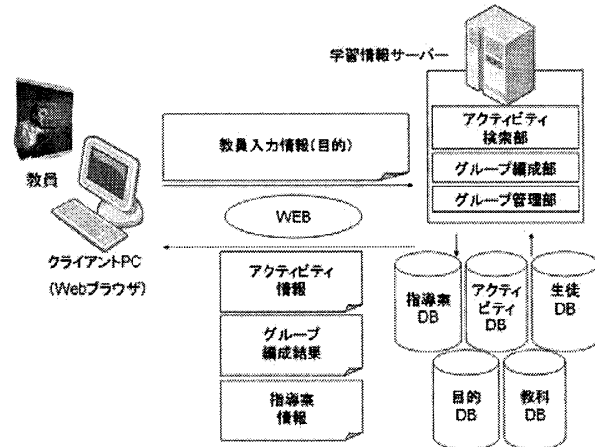 学習情報サーバー
アクティビティ
検索部
グループ編成部
グループ管理部
教員入力情報(目的)
教員
WEB
クライアントPC
(Webブラウザ)
アクティビティ
情報
グループ
編成結果
指導案
情報
指導案
DB
アクティ
ビティ
DB
生徒
DB
目的
DB
教科
DB